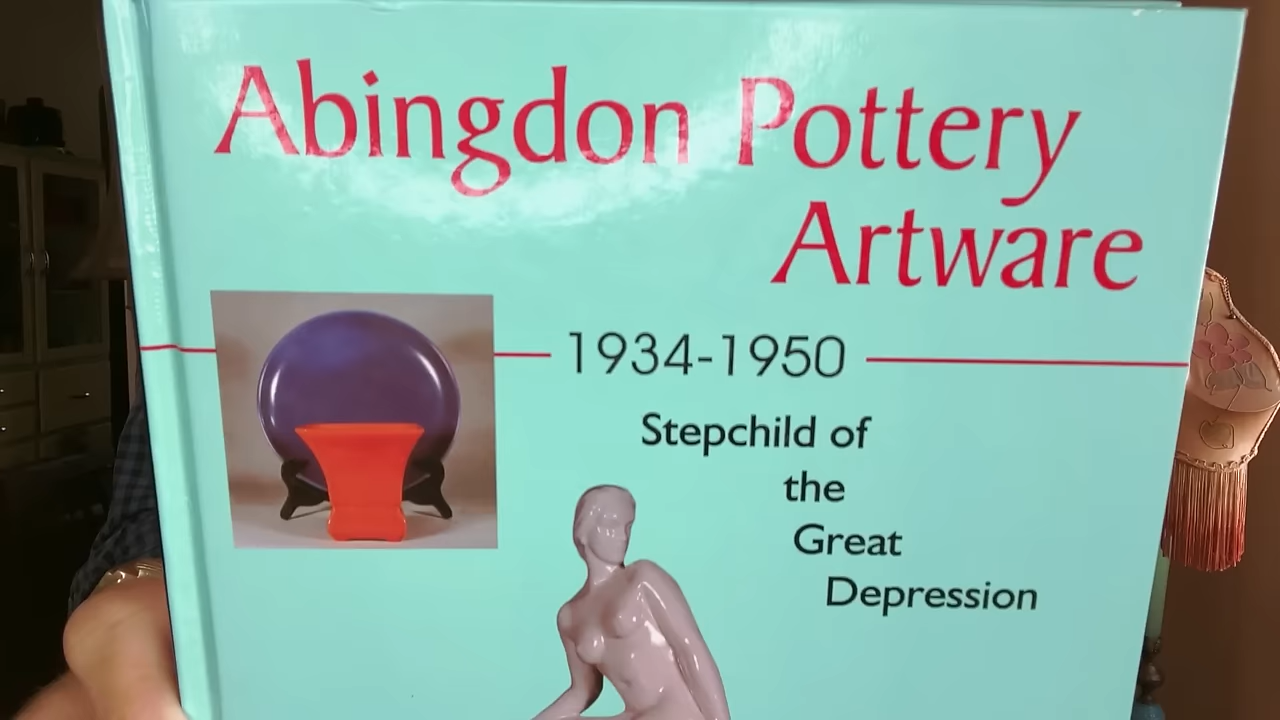 Abingdon Pottery
Artware
1934-1950
Stepchild of
the
Great
Depression